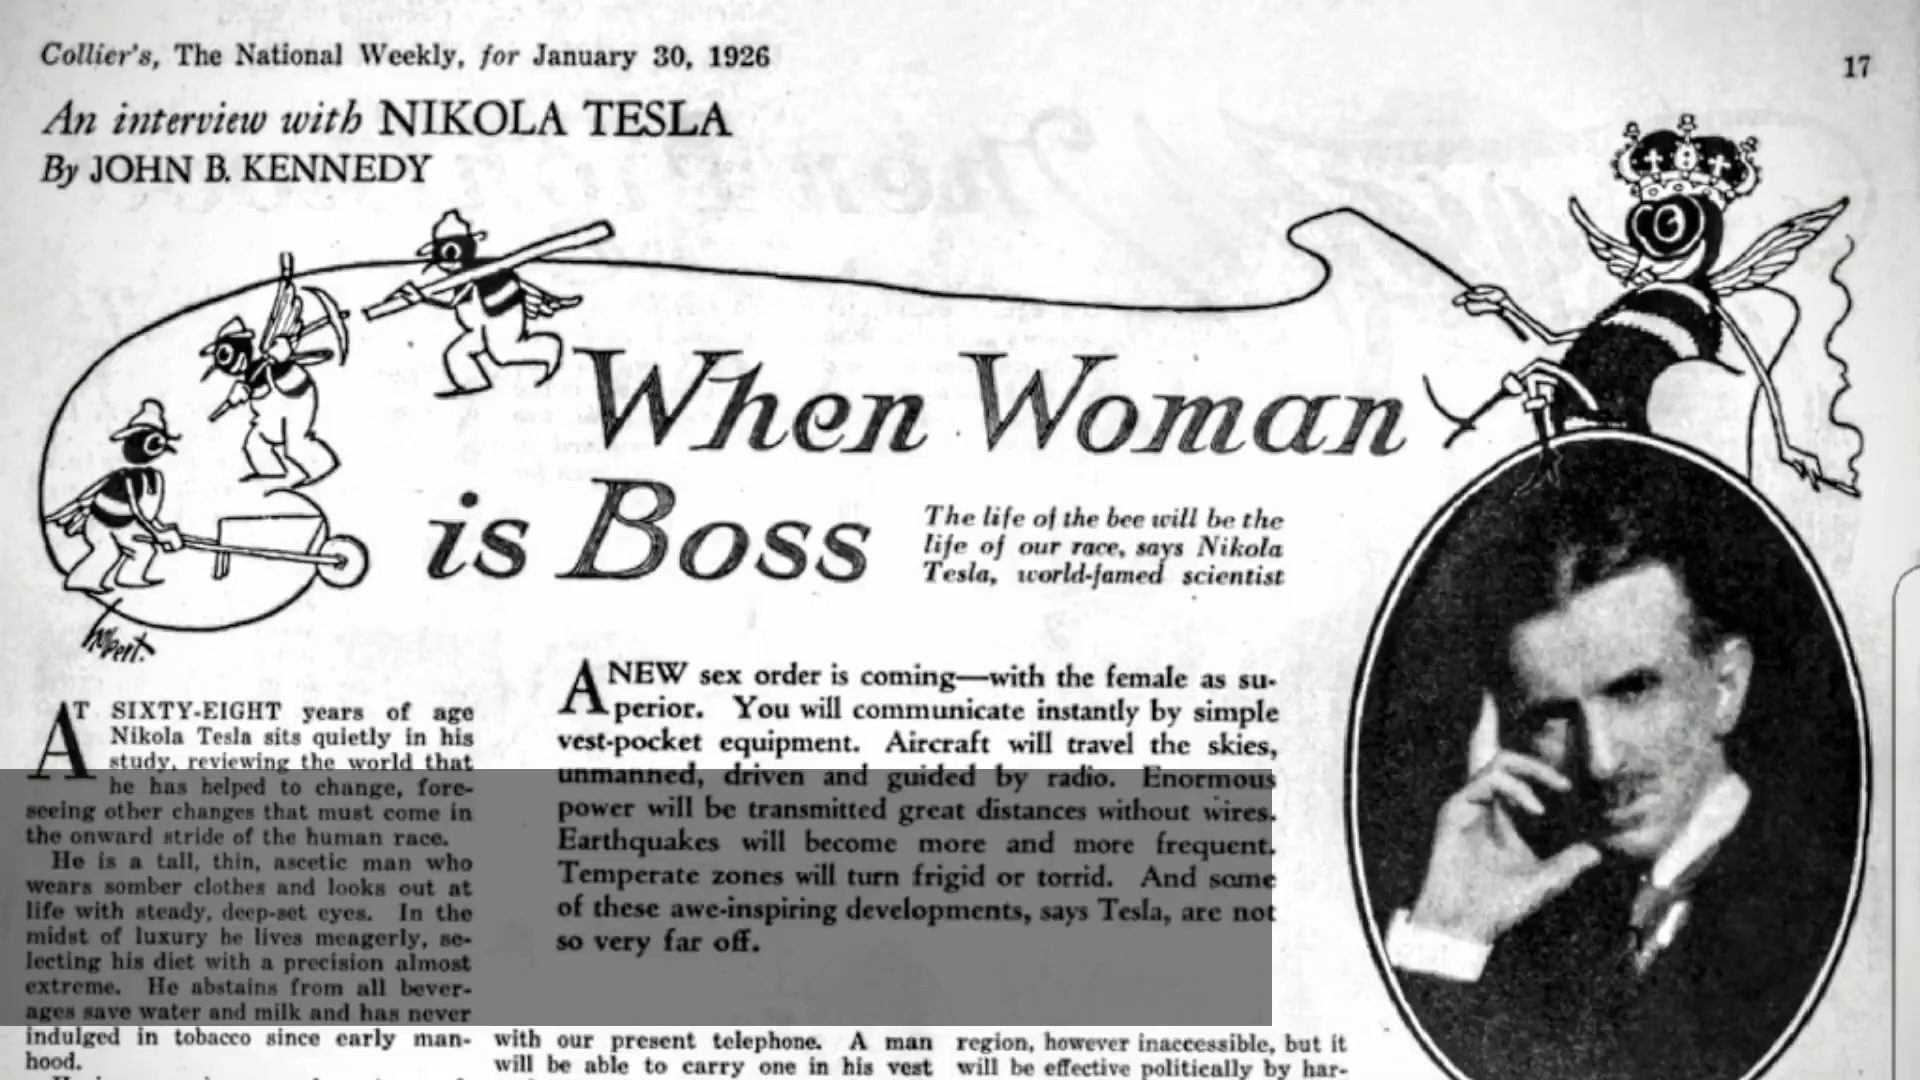 Collier's, The National Weekly, for January 30, 1926
17
An interview with NIKOLA TESLA
By JOHN B. KENNEDY
When Woman
is Boss
The life of the bee will be the
life of our race, says Nikola
Tesla, world-famed scientist
A NEW sex order is coming—with the female as su-
perior. You will communicate instantly by simple
vest-pocket equipment. Aircraft will travel the skies,
unmanned, driven and guided by radio. Enormous
power will be transmitted great distances without wires.
Earthquakes will become more and more frequent.
Temperate zones will turn frigid or torrid. And some
of these awe-inspiring developments, says Tesla, are not
so very far off.
AT SIXTY-EIGHT years of age
Nikola Tesla sits quietly in his
study, reviewing the world that
he has helped to change, fore-
seeing other changes that must come in
the onward stride of the human race.
He is a tall, thin, ascetic man who
wears somber clothes and looks out at
life with steady, deep-set eyes. In the
midst of luxury he lives meagerly, se-
lecting his diet with a precision almost
extreme. He abstains from all bever-
ages save water and milk and has never
indulged in tobacco since early man-
hood.
with our present telephone. A man
will be able to carry one in his vest
region, however inaccessible, but it
will be effective politically by har-